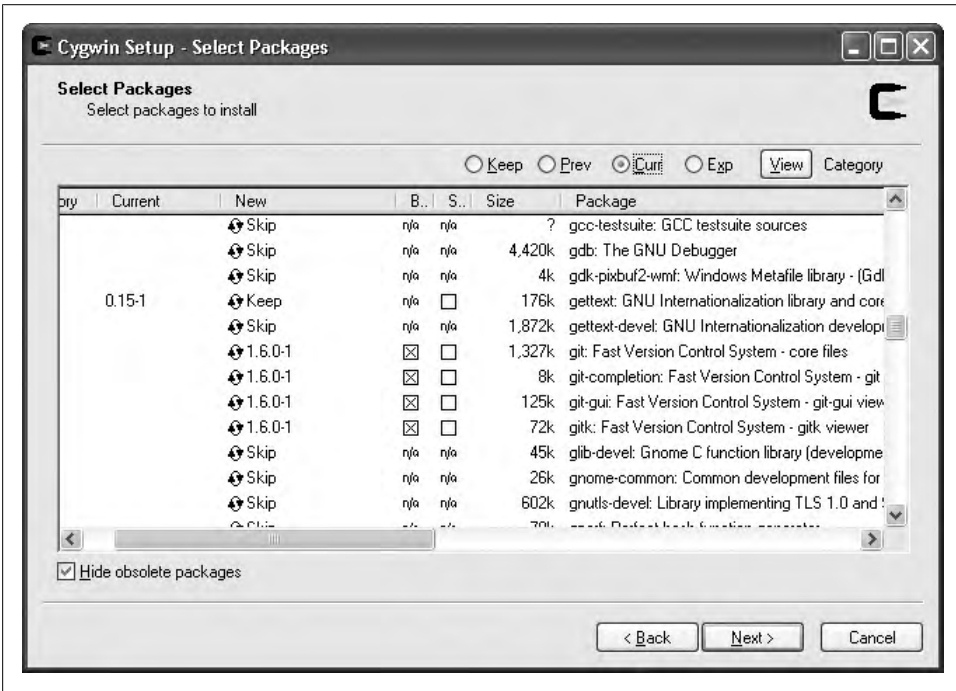 Cygwin Setup - Select Packages
Select Packages
Select packages to install
Keep Prev Curr Exp View Category
ory Current New B.. S.. Size Package
Skip n/a n/a ? gcc-testsuite: GCC testsuite sources
Skip n/a n/a 4,420k gdb: The GNU Debugger
Skip n/a n/a 4k gdk-pixbuf2-wmf: Windows Metafile library - (Gdl
0.15-1 Keep n/a 176k gettext: GNU Internationalization library and core
Skip n/a n/a 1,872k gettext-devel: GNU Internationalization develop
1.6.0-1 1,327k git: Fast Version Control System - core files
1.6.0-1 8k git-completion: Fast Version Control System - git
1.6.0-1 125k git-gui: Fast Version Control System - git-gui view
1.6.0-1 72k gitk: Fast Version Control System - gitk viewer
Skip n/a n/a 45k glib-devel: Gnome C function library (developme
Skip n/a n/a 26k gnome-common: Common development files for
Skip n/a n/a 602k gnutls-devel: Library implementing TLS 1.0 and
Hide obsolete packages
< Back Next > Cancel